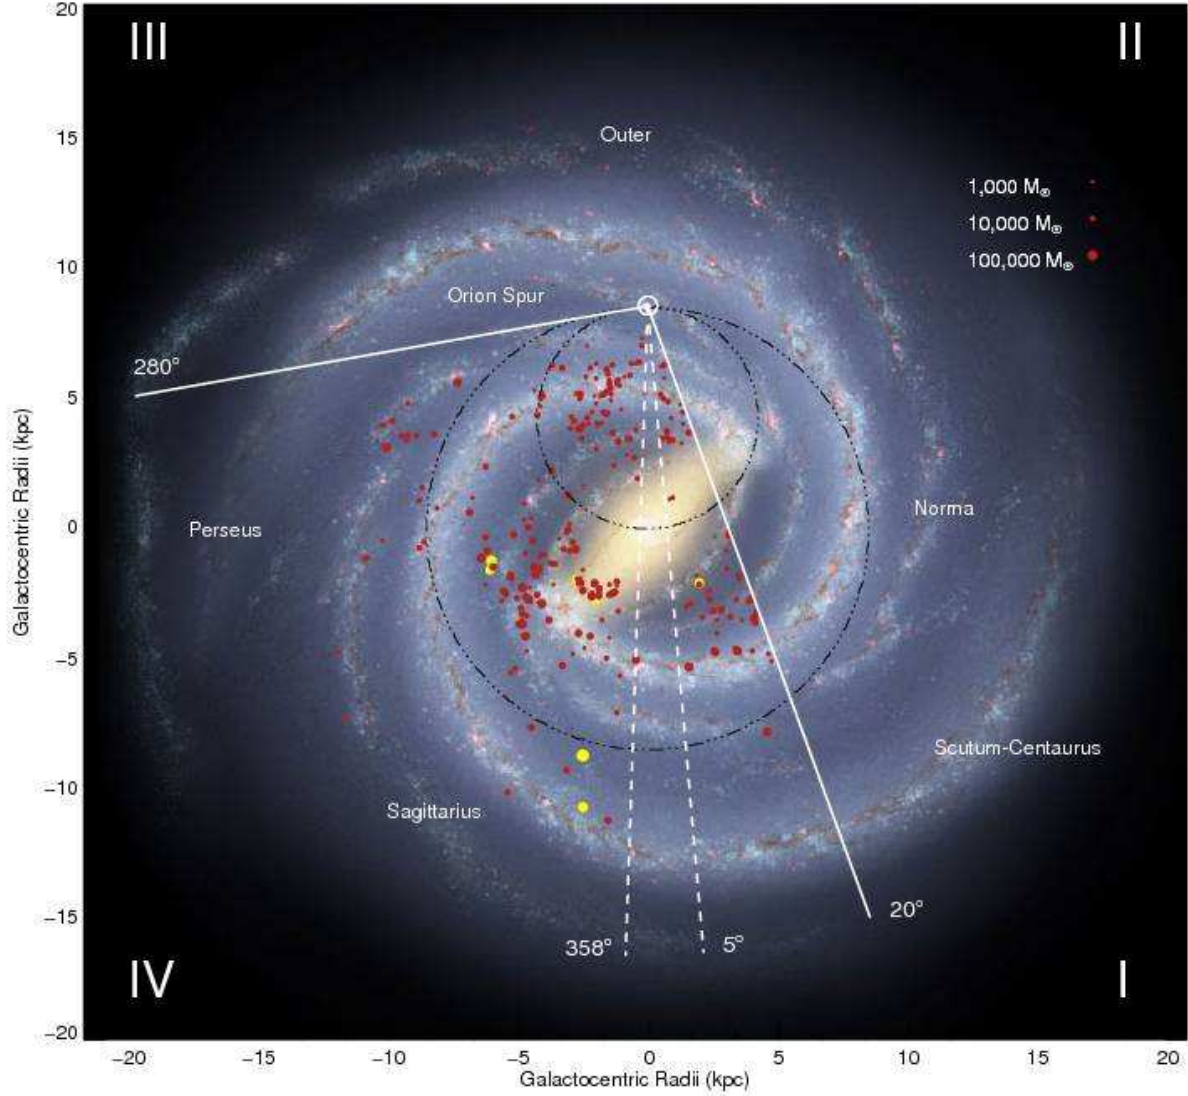 20
III
II
15
Outer
1,000 M⊙
10,000 M⊙
100,000 M⊙
10
Orion Spur
280°
5
Galactocentric Radii (kpc)
0
Perseus
Norma
−5
Scutum-Centaurus
−10
Sagittarius
−15
20°
358°
5°
IV
I
−20
−20 −15 −10 −5 0 5 10 15 20
Galactocentric Radii (kpc)